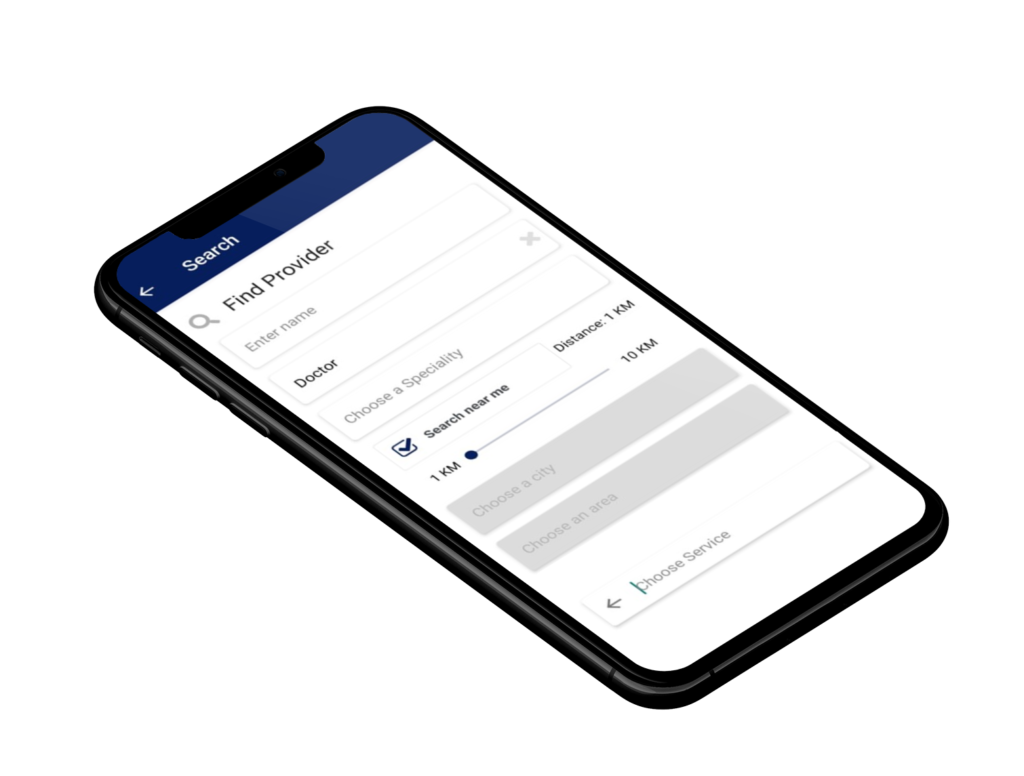 Search
Find Provider
Enter name
Doctor
Choose a Speciality
Search near me
Distance: 1 KM
1 KM
10 KM
Choose a city
Choose an area
Choose Service